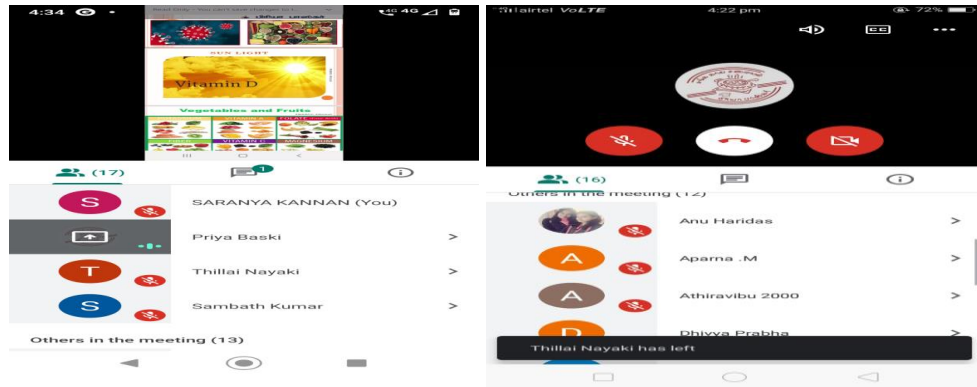 4:34 G
4G 4G
SUN LIGHT
Vitamin D
Vegetables and Fruits
(17)
1
S
SARANYA KANNAN (You)
Priya Baski
T
Thillai Nayaki
S
Sambath Kumar
Others in the meeting (13)
airtel VoLTE
4:22 pm
72%
CC
(16)
Others in the meeting (12)
Anu Haridas
A
Aparna .M
A
Athiravibu 2000
D
Dhivya Prabha
Thillai Nayaki has left